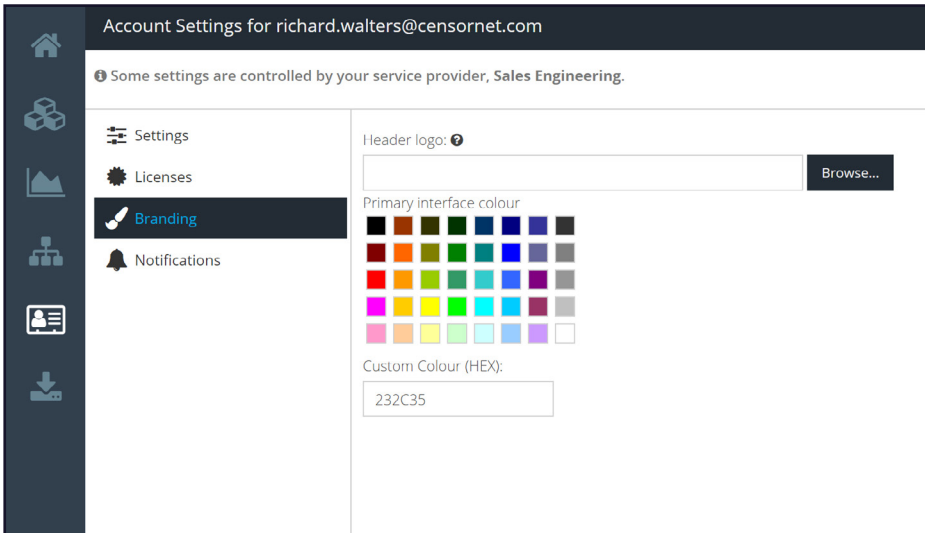 Account Settings for richard.walters@censornet.com
Some settings are controlled by your service provider, Sales Engineering.
Settings
Licenses
Branding
Notifications
Header logo:
Browse...
Primary interface colour
Custom Colour (HEX):
232C35